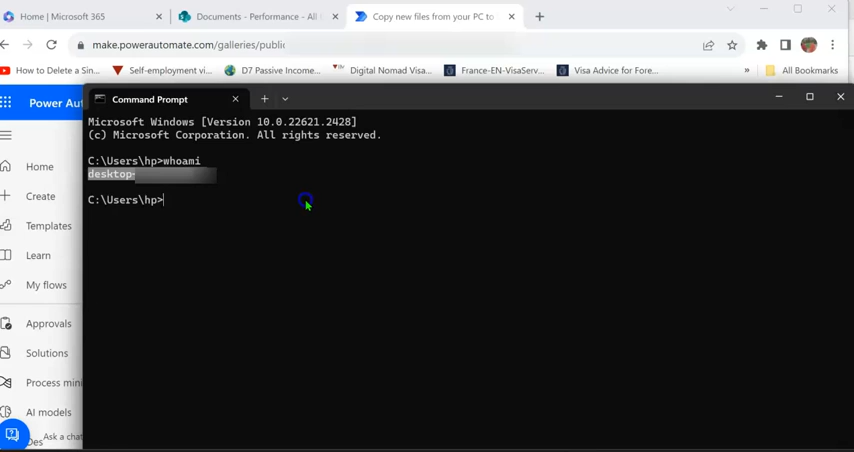 Home | Microsoft 365
Documents - Performance - All
Copy new files from your PC to
make.powerautomate.com/galleries/public
How to Delete a Sin...
Self-employment vi...
D7 Passive Income...
Digital Nomad Visa...
France-EN-VisaServ...
Visa Advice for Fore...
»
All Bookmarks
Power Aut
Command Prompt
Microsoft Windows [Version 10.0.22621.2428]
(c) Microsoft Corporation. All rights reserved.
C:\Users\hp>whoami
desktop-
C:\Users\hp>
Home
Create
Templates
Learn
My flows
Approvals
Solutions
Process mini
AI models
Des
Ask a chat